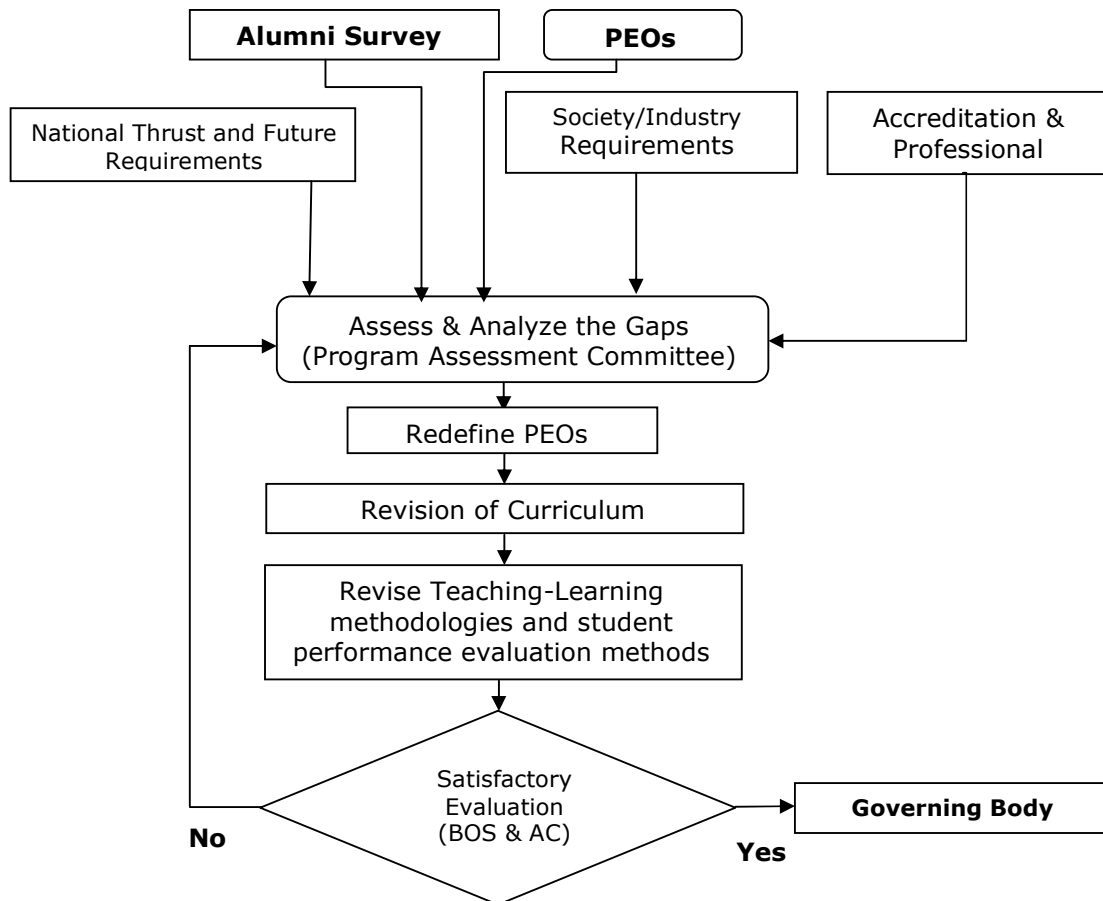 Alumni Survey
PEOs
National Thrust and Future
Requirements
Society/Industry
Requirements
Accreditation &
Professional
Assess & Analyze the Gaps
(Program Assessment Committee)
Redefine PEOs
Revision of Curriculum
Revise Teaching-Learning
methodologies and student
performance evaluation methods
Satisfactory
Evaluation
(BOS & AC)
Governing Body
No
Yes